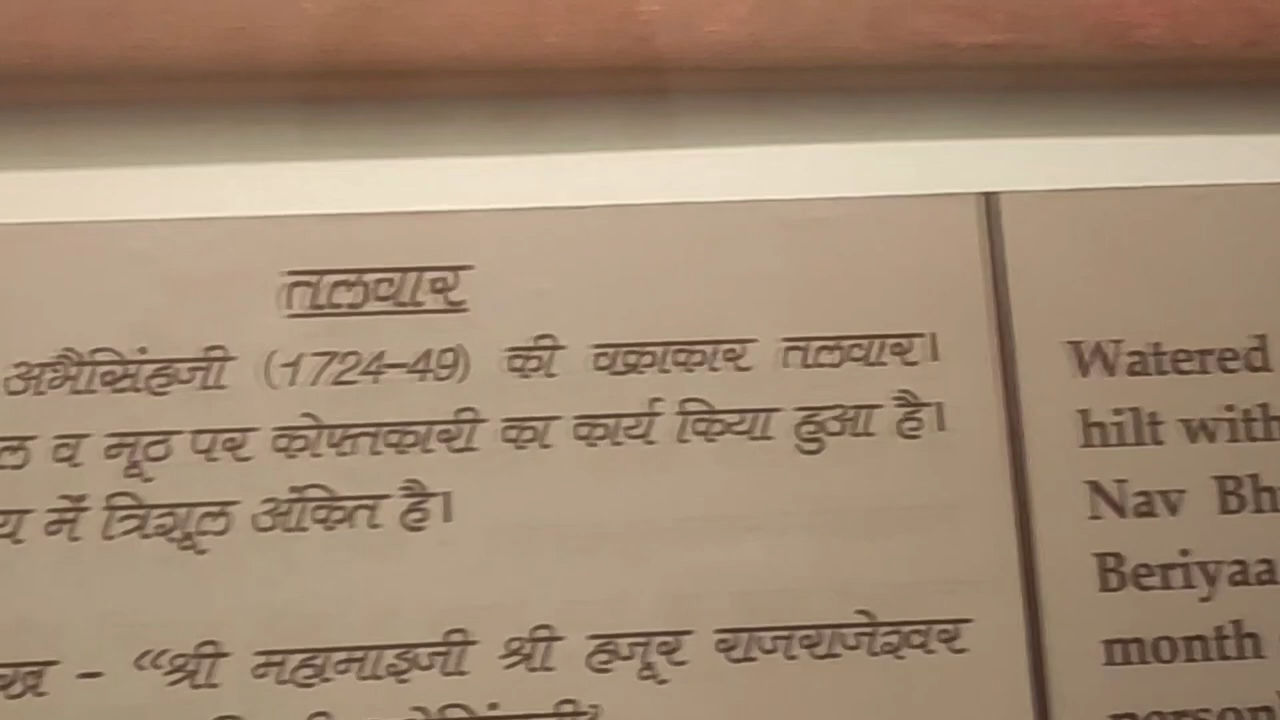 तलवार
अभैसिंहजी (1724-49) की वक्राकार तलवार।
व मूठ पर कोफ्तकारी का कार्य किया हुआ है।
में त्रिशूल अंकित है।
- “श्री महामाइजी श्री हजूर राजराजेश्वर
Watered
hilt with
Nav Bh
Beriyaa
month